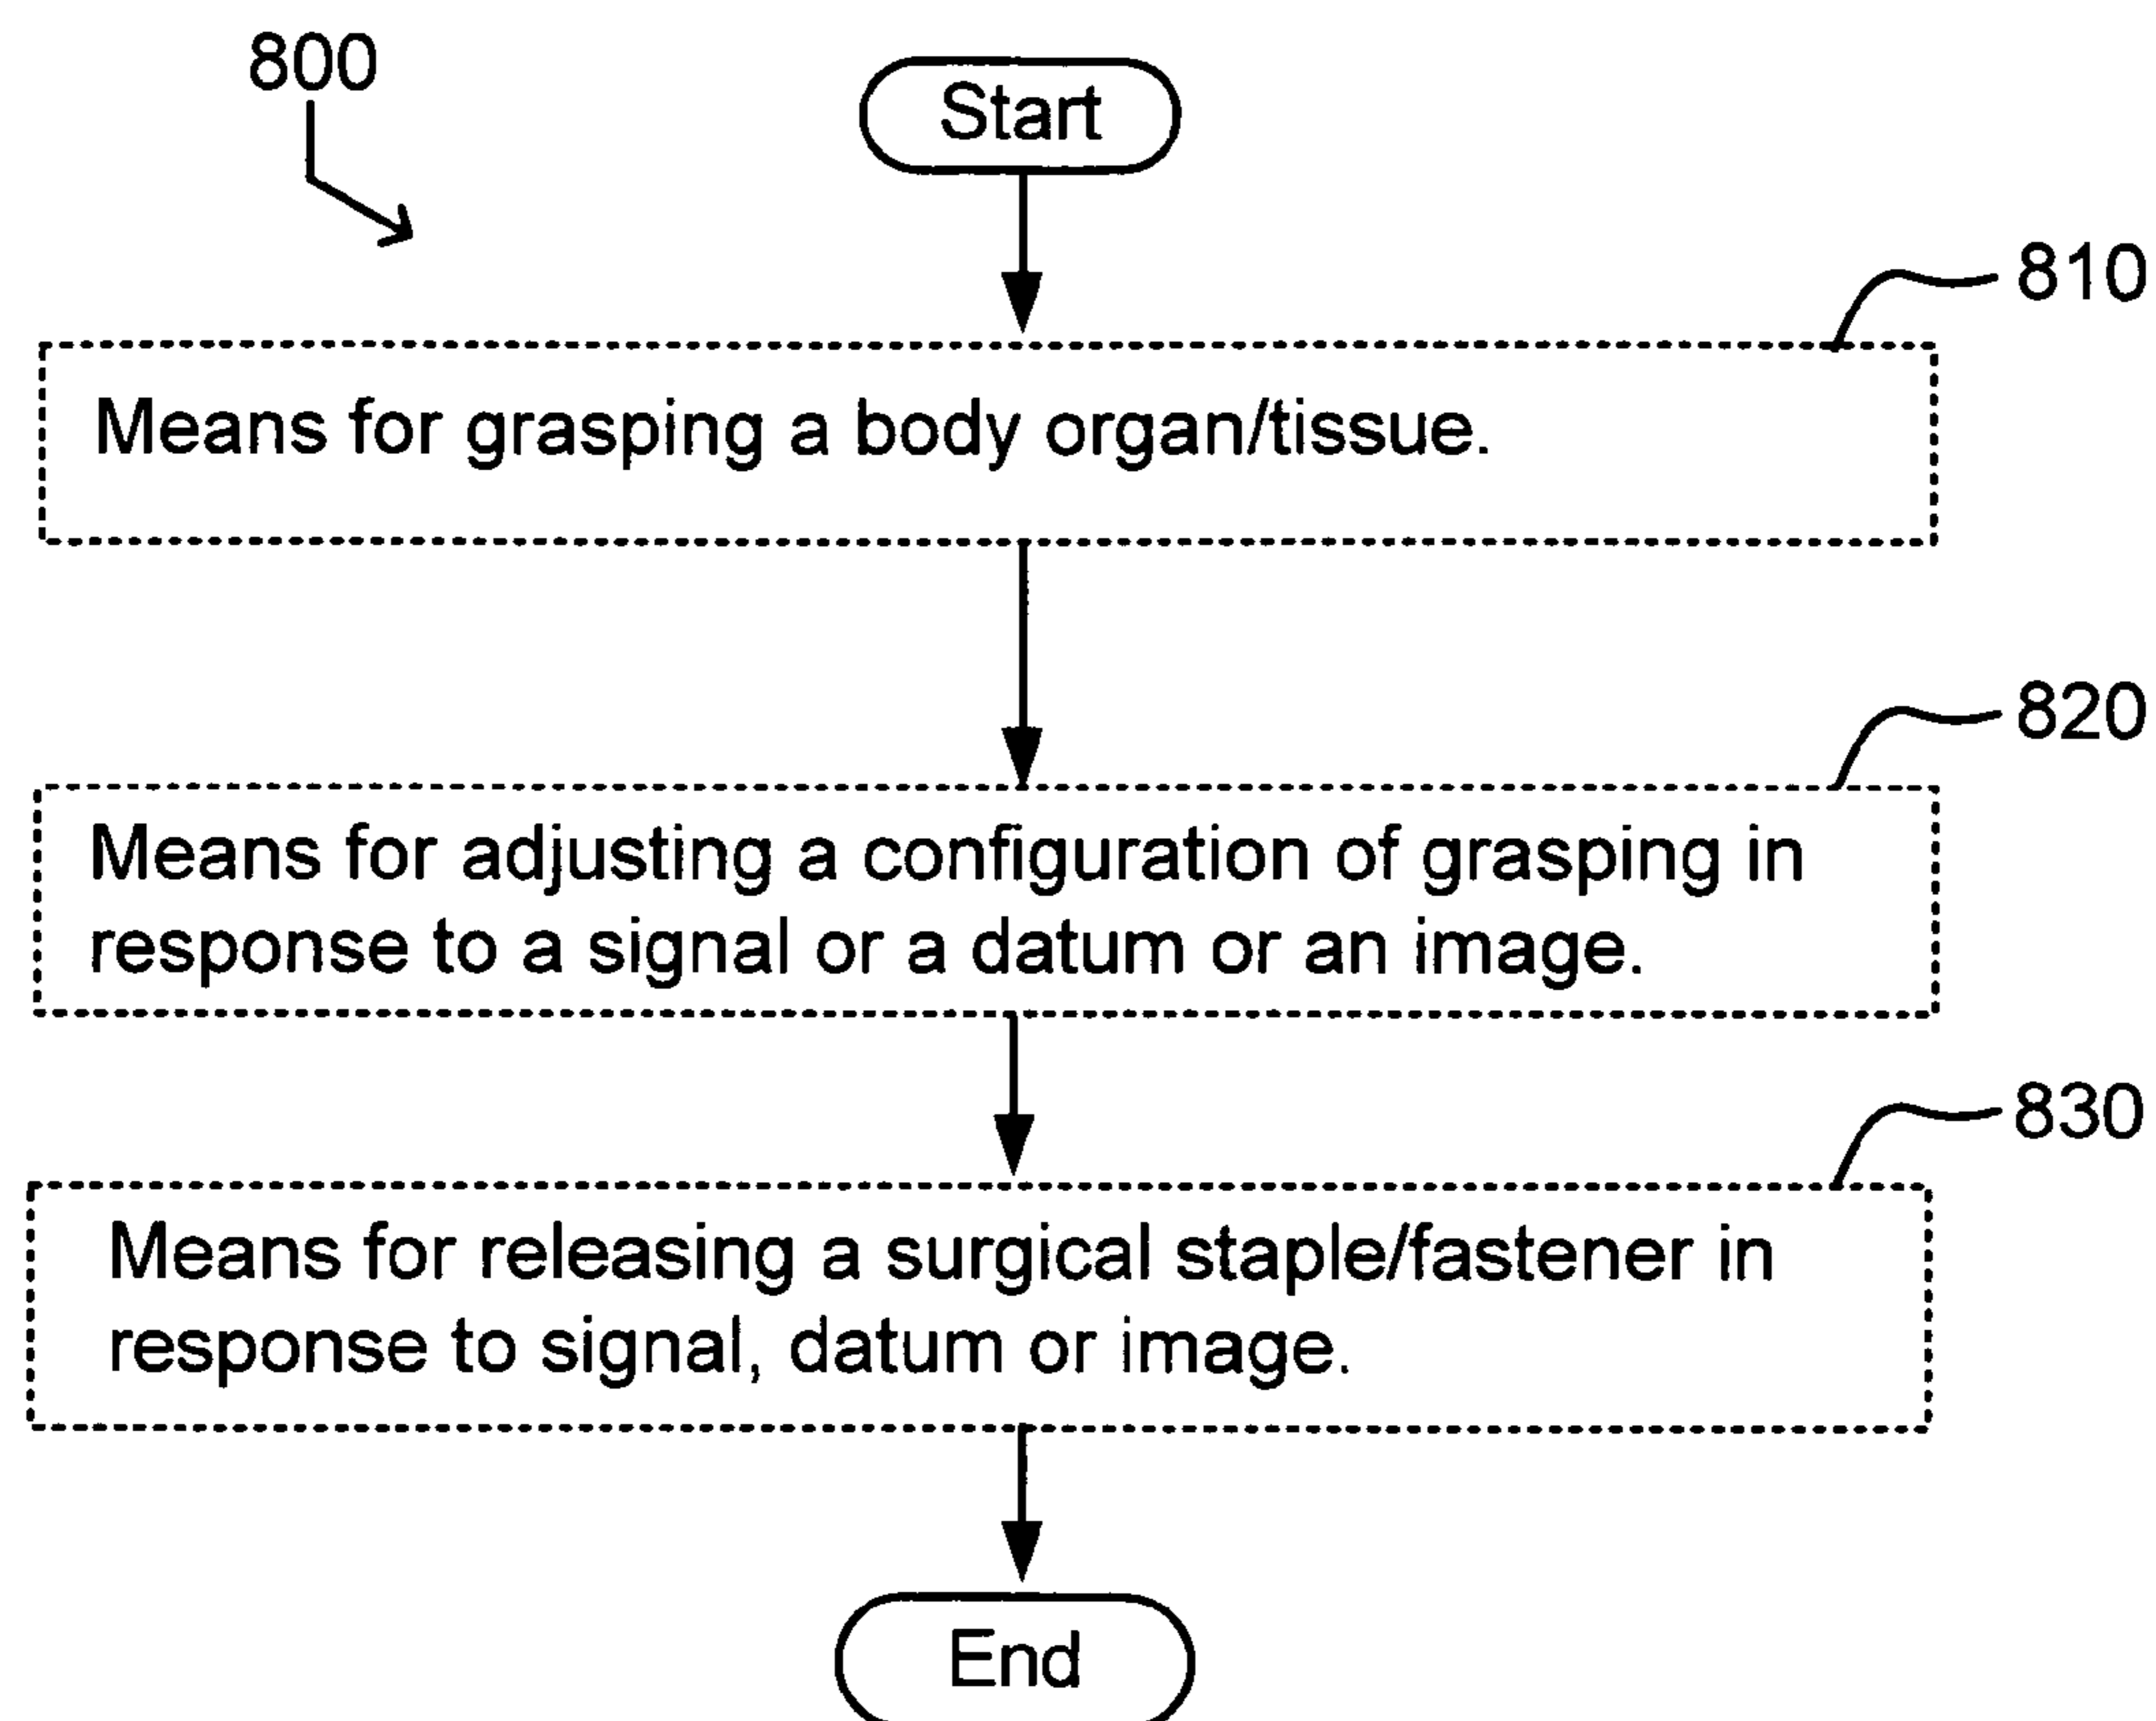 800
Start
810
Means for grasping a body organ/tissue.
820
Means for adjusting a configuration of grasping in
response to a signal or a datum or an image.
830
Means for releasing a surgical staple/fastener in
response to signal, datum or image.
End